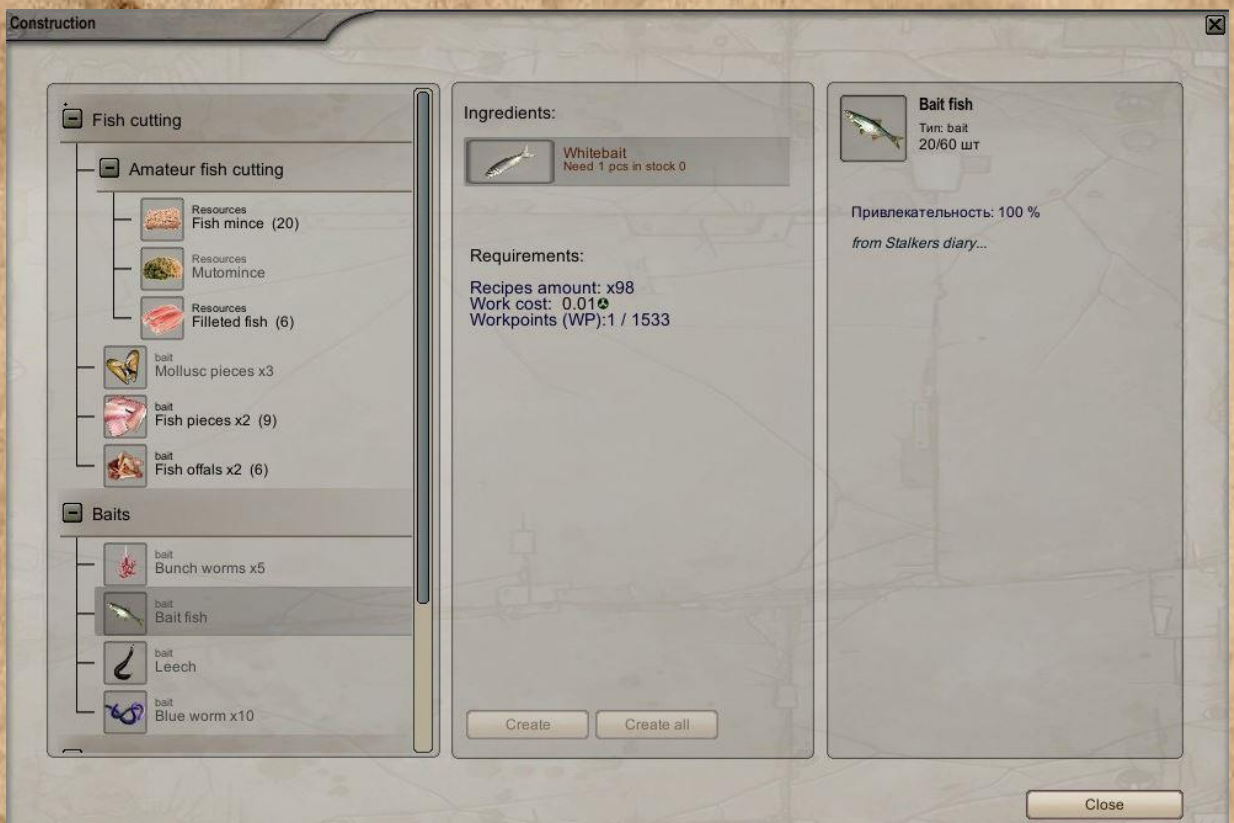 Construction
Fish cutting
Amateur fish cutting
Resources
Fish mince (20)
Resources
Mutomince
Resources
Filleted fish (6)
bait
Mollusc pieces x3
bait
Fish pieces x2 (9)
bait
Fish offals x2 (6)
Baits
bait
Bunch worms x5
bait
Bait fish
bait
Leech
bait
Blue worm x10
Ingredients:
Whitebait
Need 1 pcs in stock 0
Requirements:
Recipes amount: x98
Work cost: 0.01
Workpoints (WP):1 / 1533
Create
Create all
Bait fish
Тип: bait
20/60 шт
Привлекательность: 100 %
from Stalkers diary...
Close